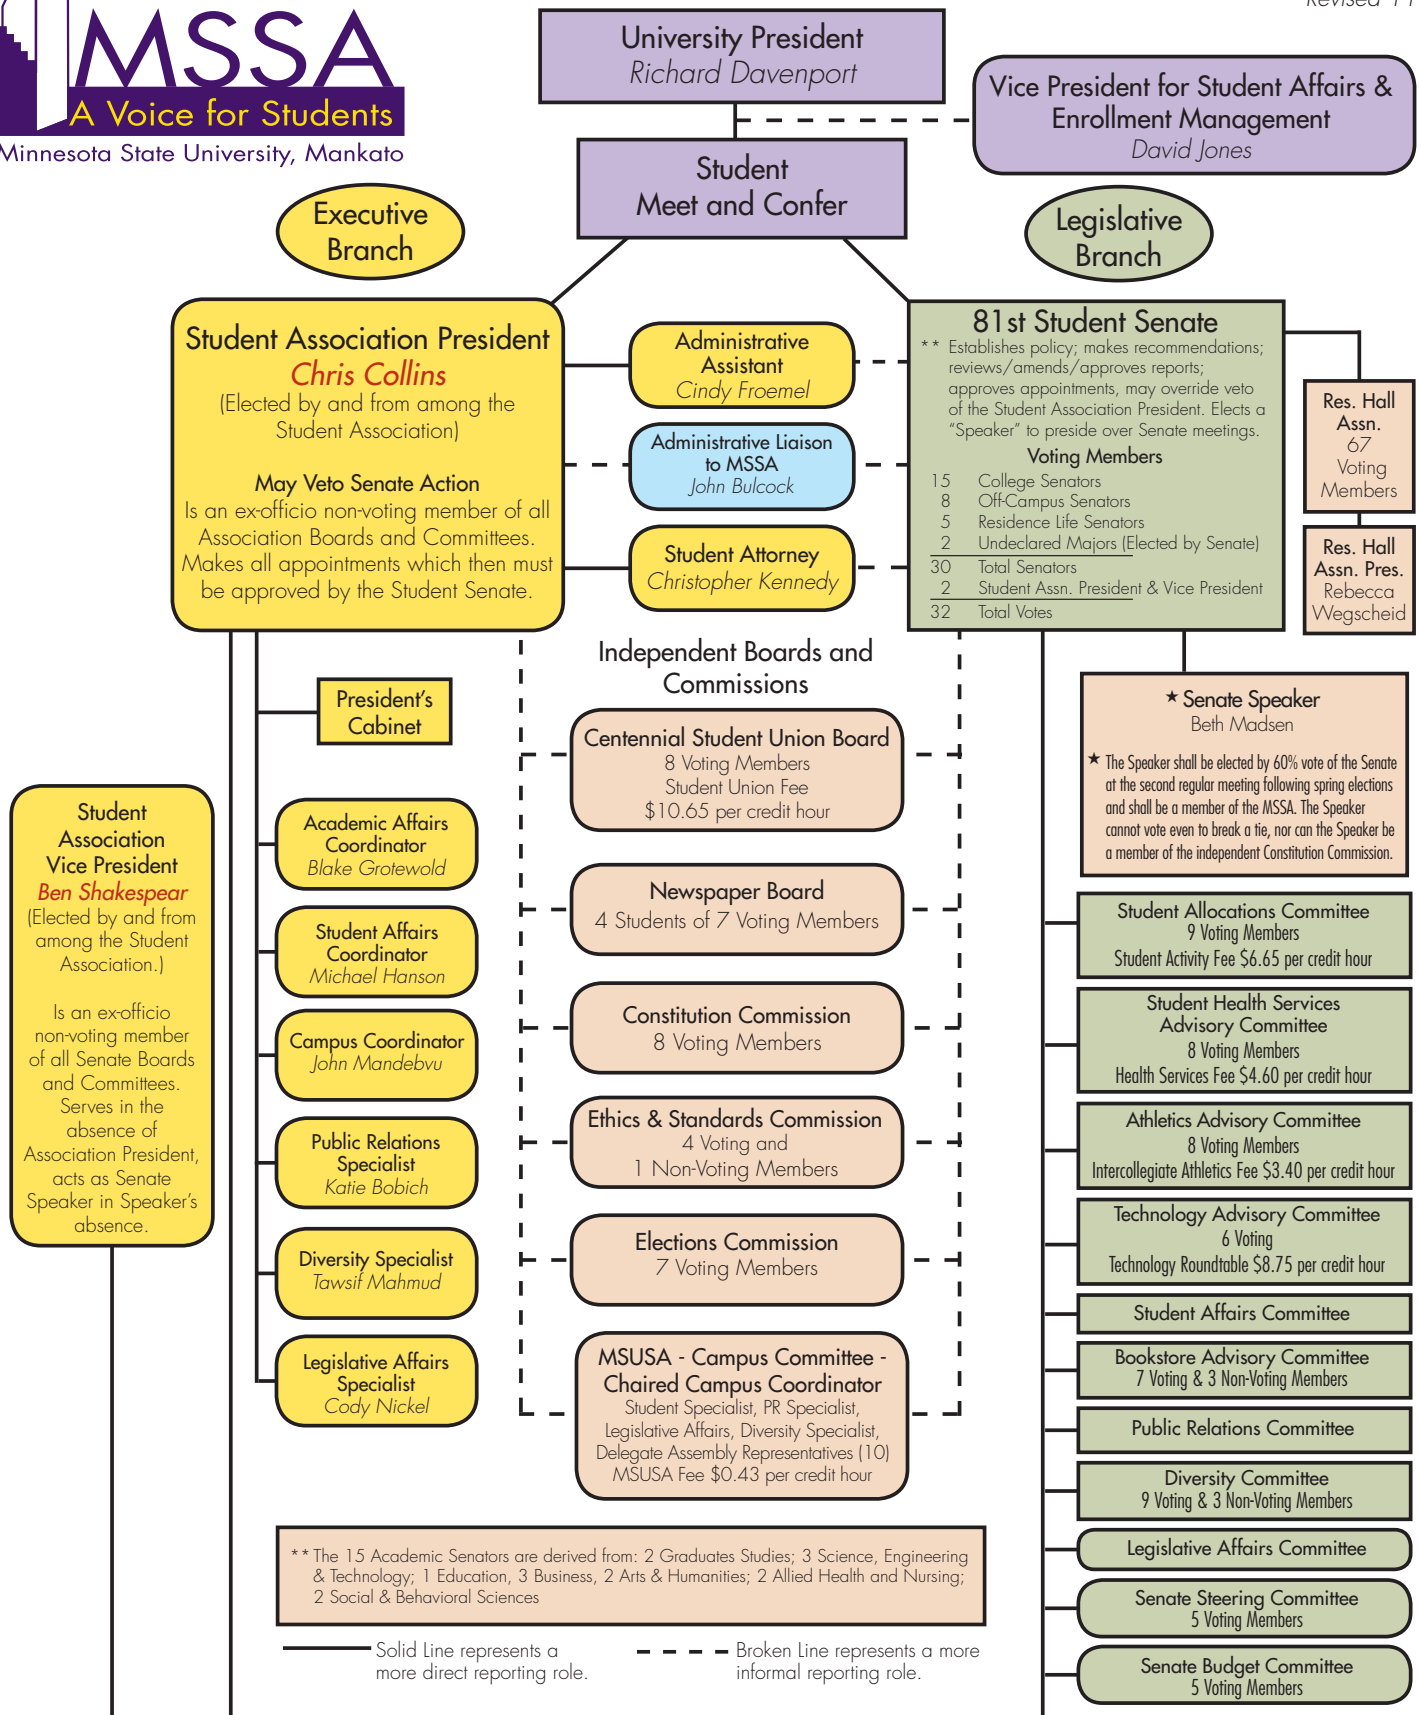 Revised 11
MSSA
A Voice for Students
Minnesota State University, Mankato
University President
Richard Davenport
Vice President for Student Affairs &
Enrollment Management
David Jones
Student
Meet and Confer
Executive
Branch
Legislative
Branch
Student Association President
Chris Collins
(Elected by and from among the
Student Association)
May Veto Senate Action
Is an ex-officio non-voting member of all
Association Boards and Committees.
Makes all appointments which then must
be approved by the Student Senate.
Administrative
Assistant
Cindy Froemel
Administrative Liaison
to MSSA
John Bulcock
Student Attorney
Christopher Kennedy
81st Student Senate
** Establishes policy; makes recommendations;
reviews/amends/approves reports;
approves appointments, may override veto
of the Student Association President. Elects a
"Speaker" to preside over Senate meetings.
Voting Members
15 College Senators
8 Off-Campus Senators
5 Residence Life Senators
2 Undeclared Majors (Elected by Senate)
30 Total Senators
2 Student Assn. President & Vice President
32 Total Votes
Res. Hall
Assn.
67
Voting
Members
Res. Hall
Assn. Pres.
Rebecca
Wegscheid
President's
Cabinet
Student
Association
Vice President
Ben Shakespear
(Elected by and from
among the Student
Association.)
Is an ex-officio
non-voting member
of all Senate Boards
and Committees.
Serves in the
absence of
Association President,
acts as Senate
Speaker in Speaker's
absence.
Academic Affairs
Coordinator
Blake Grotewold
Student Affairs
Coordinator
Michael Hanson
Campus Coordinator
John Mandebvu
Public Relations
Specialist
Katie Bobich
Diversity Specialist
Tawsif Mahmud
Legislative Affairs
Specialist
Cody Nickel
Independent Boards and
Commissions
Centennial Student Union Board
8 Voting Members
Student Union Fee
$10.65 per credit hour
Newspaper Board
4 Students of 7 Voting Members
Constitution Commission
8 Voting Members
Ethics & Standards Commission
4 Voting and
1 Non-Voting Members
Elections Commission
7 Voting Members
MSUSA - Campus Committee -
Chaired Campus Coordinator
Student Specialist, PR Specialist,
Legislative Affairs, Diversity Specialist,
Delegate Assembly Representatives (10)
MSUSA Fee $0.43 per credit hour
★ Senate Speaker
Beth Madsen
★ The Speaker shall be elected by 60% vote of the Senate
at the second regular meeting following spring elections
and shall be a member of the MSSA. The Speaker
cannot vote even to break a tie, nor can the Speaker be
a member of the independent Constitution Commission.
Student Allocations Committee
9 Voting Members
Student Activity Fee $6.65 per credit hour
Student Health Services
Advisory Committee
8 Voting Members
Health Services Fee $4.60 per credit hour
Athletics Advisory Committee
8 Voting Members
Intercollegiate Athletics Fee $3.40 per credit hour
Technology Advisory Committee
6 Voting
Technology Roundtable $8.75 per credit hour
Student Affairs Committee
Bookstore Advisory Committee
7 Voting & 3 Non-Voting Members
Public Relations Committee
Diversity Committee
9 Voting & 3 Non-Voting Members
Legislative Affairs Committee
Senate Steering Committee
5 Voting Members
Senate Budget Committee
5 Voting Members
** The 15 Academic Senators are derived from: 2 Graduates Studies; 3 Science, Engineering
& Technology; 1 Education, 3 Business, 2 Arts & Humanities; 2 Allied Health and Nursing;
2 Social & Behavioral Sciences
Solid Line represents a
more direct reporting role.
Broken Line represents a more
informal reporting role.